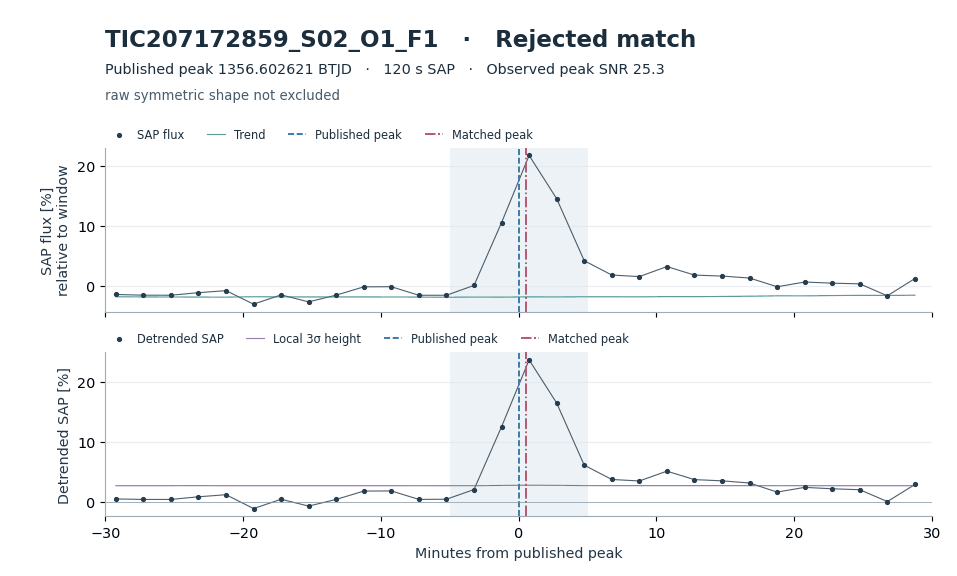 TIC207172859_S02_O1_F1 · Rejected match
Published peak 1356.602621 BTJD · 120 s SAP · Observed peak SNR 25.3
raw symmetric shape not excluded
SAP flux Trend Published peak Matched peak
SAP flux [%]
relative to window
20
10
0
Detrended SAP Local 3σ height Published peak Matched peak
Detrended SAP [%]
20
10
0
−30 −20 −10 0 10 20 30
Minutes from published peak